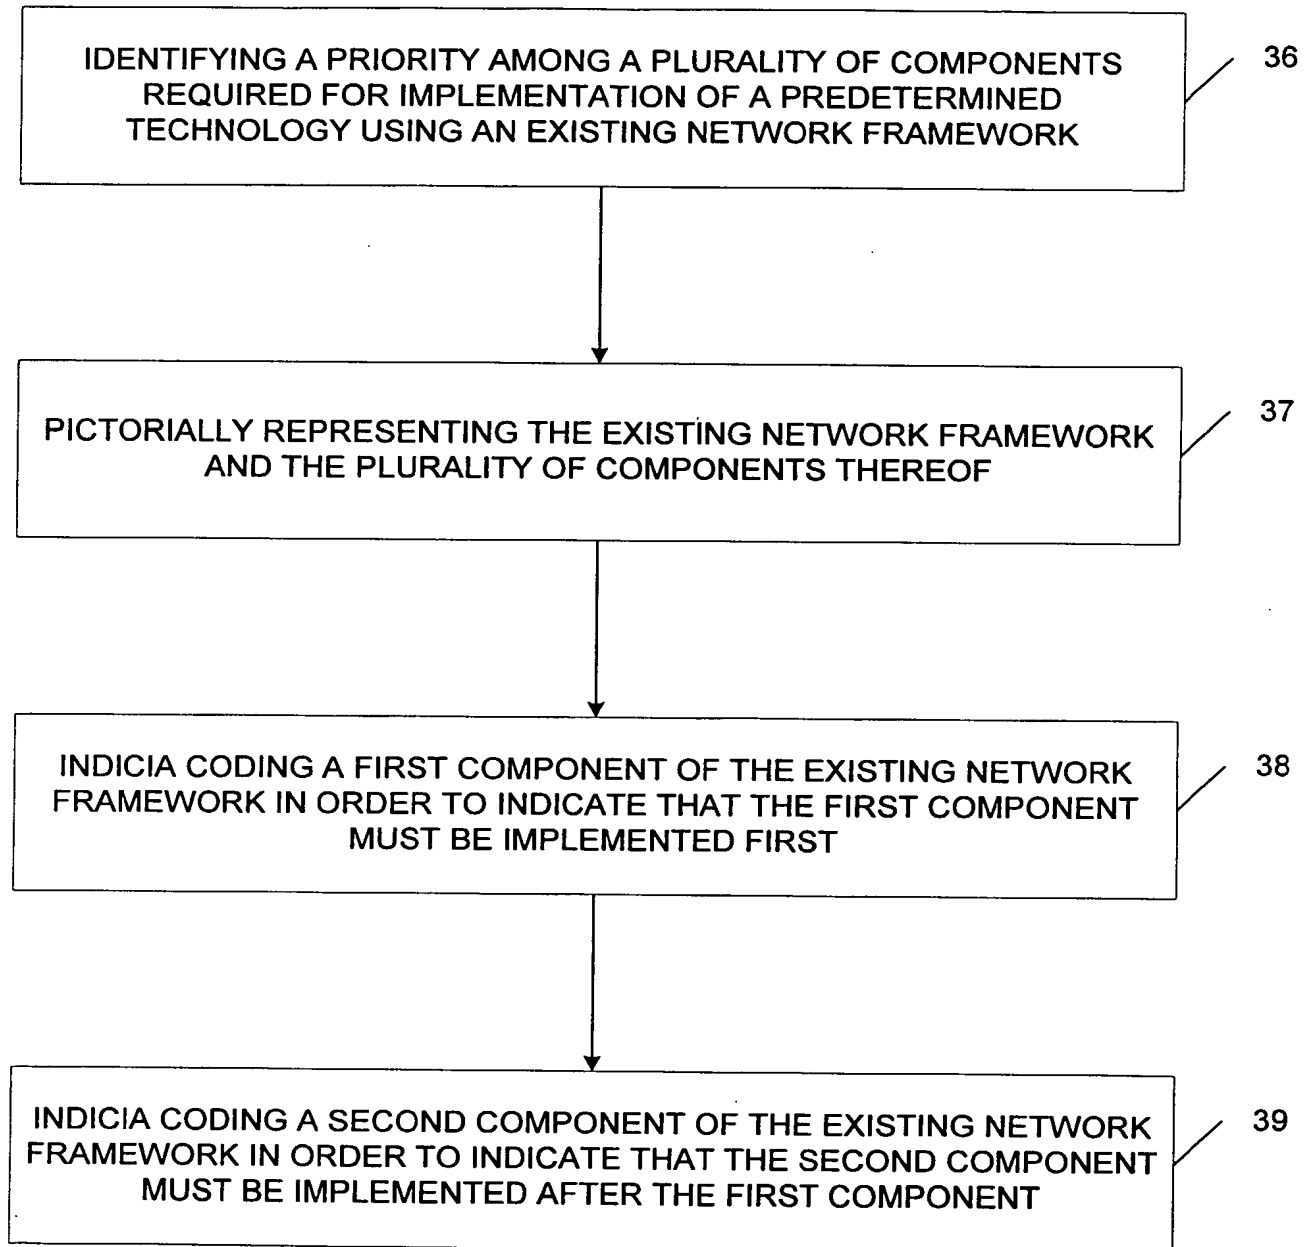 IDENTIFYING A PRIORITY AMONG A PLURALITY OF COMPONENTS
REQUIRED FOR IMPLEMENTATION OF A PREDETERMINED
TECHNOLOGY USING AN EXISTING NETWORK FRAMEWORK
36
PICTORIALLY REPRESENTING THE EXISTING NETWORK FRAMEWORK
AND THE PLURALITY OF COMPONENTS THEREOF
37
INDICIA CODING A FIRST COMPONENT OF THE EXISTING NETWORK
FRAMEWORK IN ORDER TO INDICATE THAT THE FIRST COMPONENT
MUST BE IMPLEMENTED FIRST
38
INDICIA CODING A SECOND COMPONENT OF THE EXISTING NETWORK
FRAMEWORK IN ORDER TO INDICATE THAT THE SECOND COMPONENT
MUST BE IMPLEMENTED AFTER THE FIRST COMPONENT
39